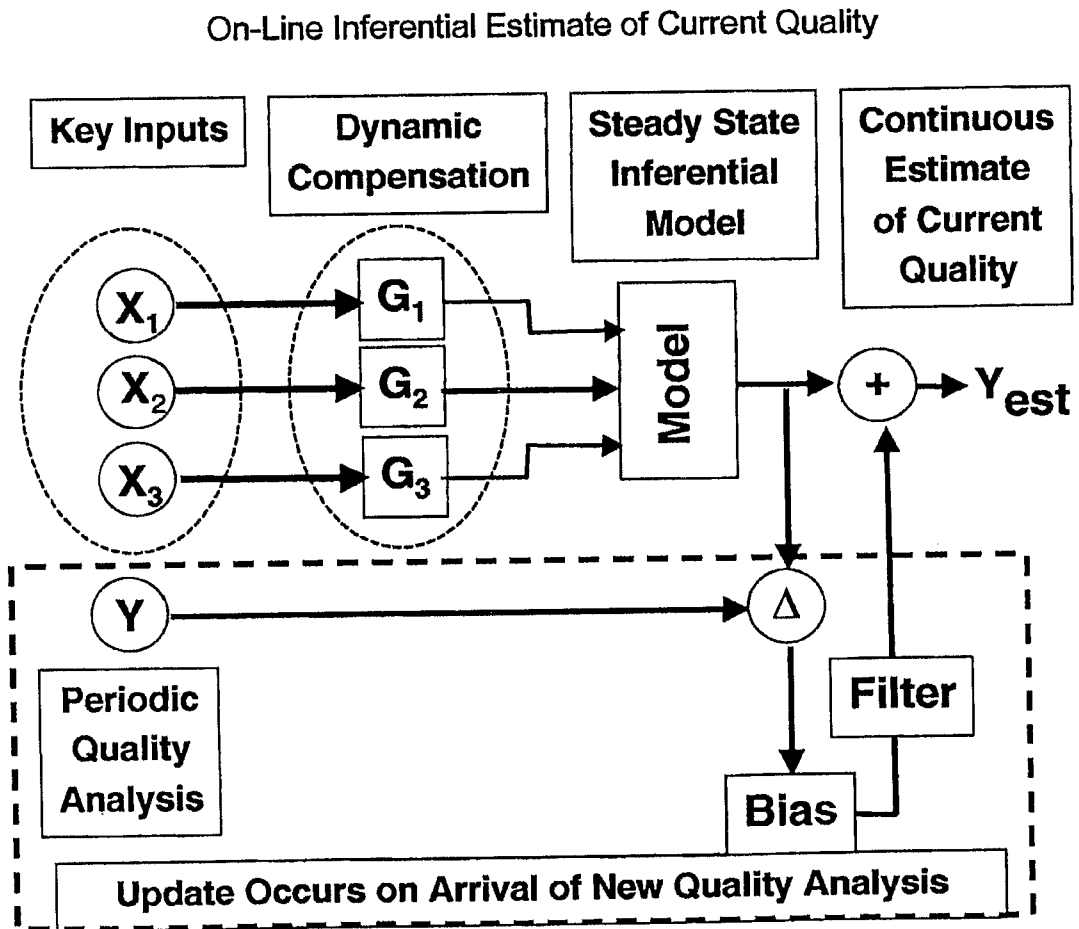 On-Line Inferential Estimate of Current Quality
Key Inputs
Dynamic
Compensation
Steady State
Inferential
Model
Continuous
Estimate
of Current
Quality
X1
G1
X2
G2
X3
G3
Model
+
Yest
Y
Δ
Periodic
Quality
Analysis
Filter
Bias
Update Occurs on Arrival of New Quality Analysis